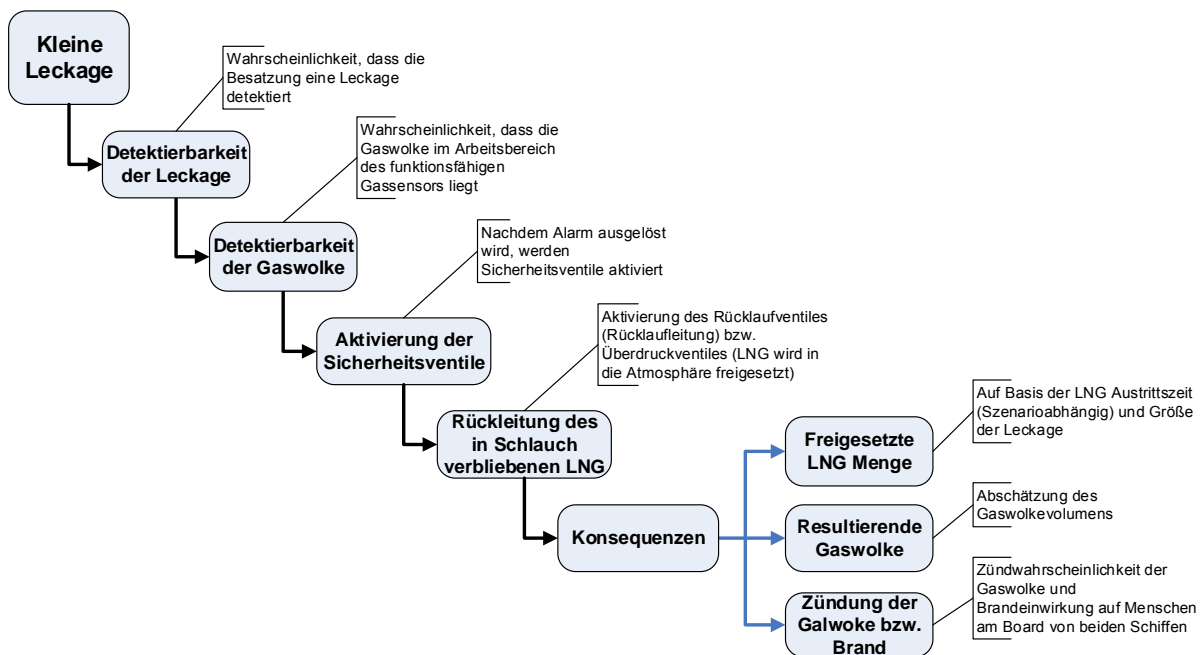 Kleine
Leckage
Wahrscheinlichkeit, dass die
Besatzung eine Leckage
detektiert
Detektierbarkeit
der Leckage
Wahrscheinlichkeit, dass die
Gaswolke im Arbeitsbereich
des funktionsfähigen
Gassensors liegt
Detektierbarkeit
der Gaswolke
Nachdem Alarm ausgelöst
wird, werden
Sicherheitsventile aktiviert
Aktivierung der
Sicherheitsventile
Aktivierung des Rücklaufventiles
(Rücklaufleitung) bzw.
Überdruckventiles (LNG wird in
die Atmosphäre freigesetzt)
Rückleitung des
in Schlauch
verbliebenen LNG
Konsequenzen
Freigesetzte
LNG Menge
Auf Basis der LNG Austrittszeit
(Szenarioabhängig) und Größe
der Leckage
Resultierende
Gaswolke
Abschätzung des
Gaswolkevolumens
Zündung der
Galwoke bzw.
Brand
Zündwahrscheinlichkeit der
Gaswolke und
Brandeinwirkung auf Menschen
am Board von beiden Schiffen